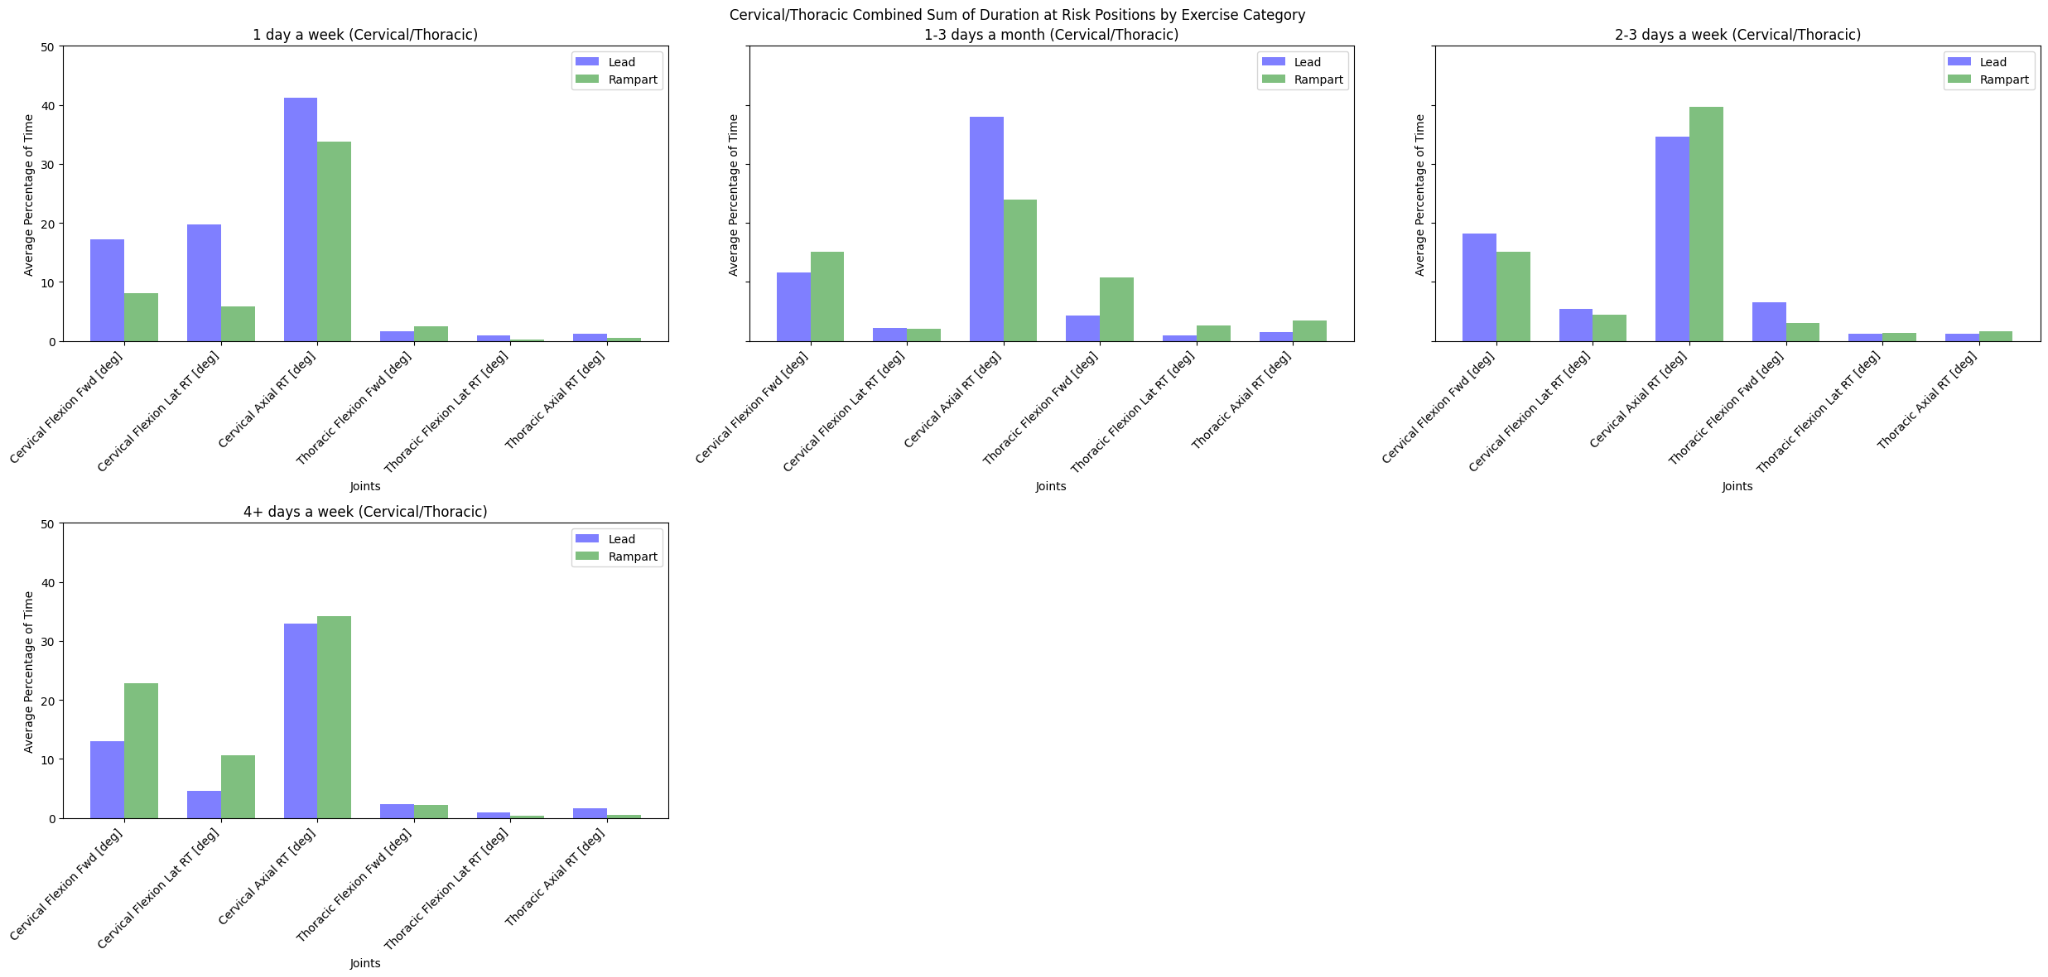 Cervical/Thoracic Combined Sum of Duration at Risk Positions by Exercise Category
1 day a week (Cervical/Thoracic)
Average Percentage of Time
50
40
30
20
10
0
Lead
Rampart
Cervical Flexion Fwd [deg]
Cervical Flexion Lat RT [deg]
Cervical Axial RT [deg]
Thoracic Flexion Fwd [deg]
Thoracic Flexion Lat RT [deg]
Thoracic Axial RT [deg]
Joints
1-3 days a month (Cervical/Thoracic)
Average Percentage of Time
Lead
Rampart
Cervical Flexion Fwd [deg]
Cervical Flexion Lat RT [deg]
Cervical Axial RT [deg]
Thoracic Flexion Fwd [deg]
Thoracic Flexion Lat RT [deg]
Thoracic Axial RT [deg]
Joints
2-3 days a week (Cervical/Thoracic)
Average Percentage of Time
Lead
Rampart
Cervical Flexion Fwd [deg]
Cervical Flexion Lat RT [deg]
Cervical Axial RT [deg]
Thoracic Flexion Fwd [deg]
Thoracic Flexion Lat RT [deg]
Thoracic Axial RT [deg]
Joints
4+ days a week (Cervical/Thoracic)
Average Percentage of Time
50
40
30
20
10
0
Lead
Rampart
Cervical Flexion Fwd [deg]
Cervical Flexion Lat RT [deg]
Cervical Axial RT [deg]
Thoracic Flexion Fwd [deg]
Thoracic Flexion Lat RT [deg]
Thoracic Axial RT [deg]
Joints